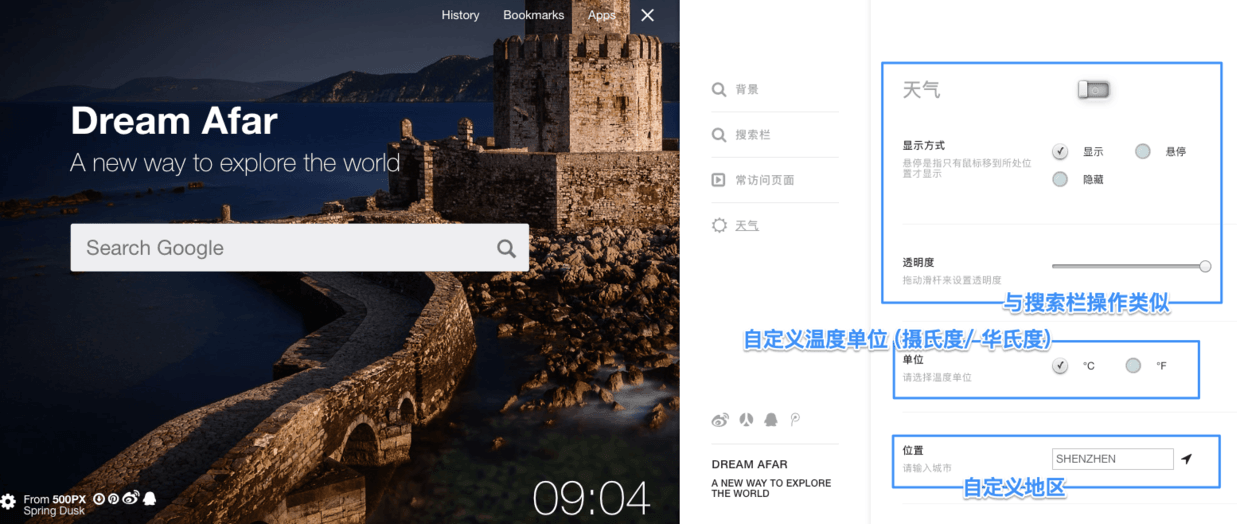 History Bookmarks Apps
Dream Afar
A new way to explore the world
Search Google
From 500PX
Spring Dusk
09:04
背景
搜索栏
常访问页面
天气
DREAM AFAR
A NEW WAY TO EXPLORE
THE WORLD
天气
显示方式
悬停是指只有鼠标移到所处位
置才显示
显示 悬停
隐藏
透明度
拖动滑杆来设置透明度
与搜索栏操作类似
自定义温度单位 (摄氏度/ 华氏度)
单位
请选择温度单位
°C °F
位置
请输入城市
SHENZHEN
自定义地区